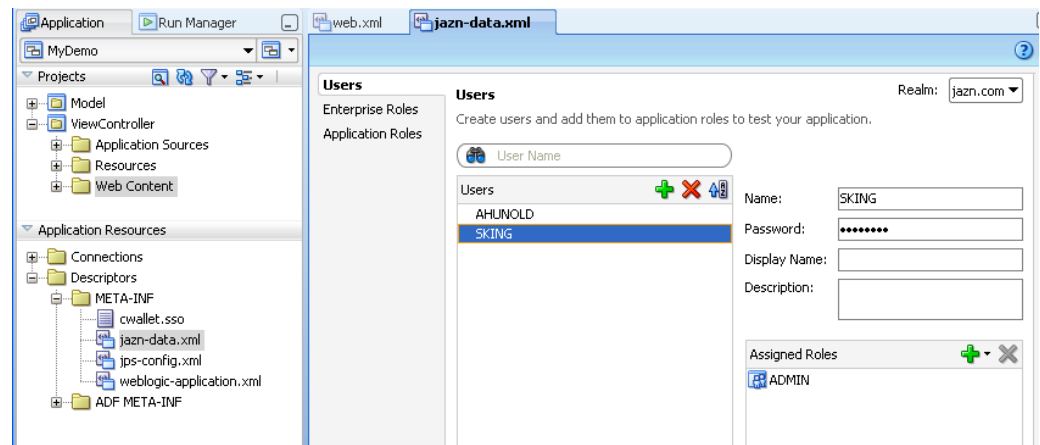 Application
Run Manager
MyDemo
Projects
Model
ViewController
Application Sources
Resources
Web Content
Application Resources
Connections
Descriptors
META-INF
cwallet.sso
jazn-data.xml
jps-config.xml
weblogic-application.xml
ADF META-INF
web.xml
jazn-data.xml
?
Users
Enterprise Roles
Application Roles
Users
Realm: jazn.com
Create users and add them to application roles to test your application.
User Name
Users
AHUNOLD
SKING
Name: SKING
Password: ••••••••
Display Name:
Description:
Assigned Roles
ADMIN